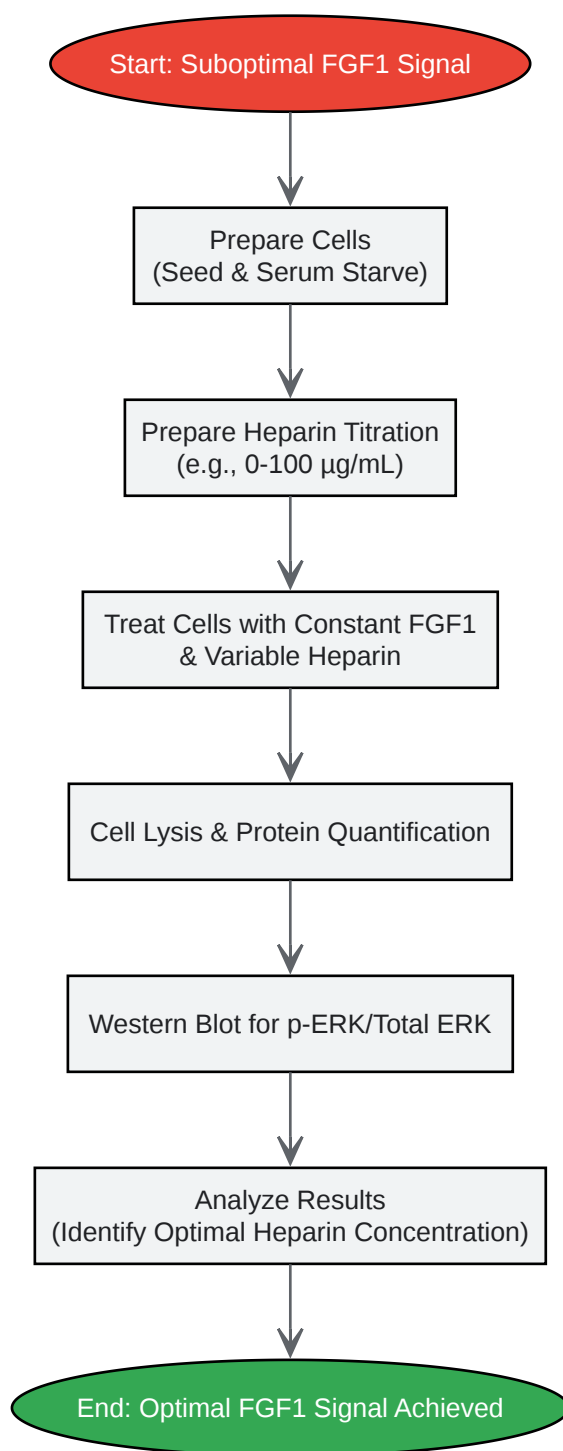 Start: Suboptimal FGF1 Signal
Prepare Cells
(Seed & Serum Starve)
Prepare Heparin Titration
(e.g., 0-100 µg/mL)
Treat Cells with Constant FGF1
& Variable Heparin
Cell Lysis & Protein Quantification
Western Blot for p-ERK/Total ERK
Analyze Results
(Identify Optimal Heparin Concentration)
End: Optimal FGF1 Signal Achieved